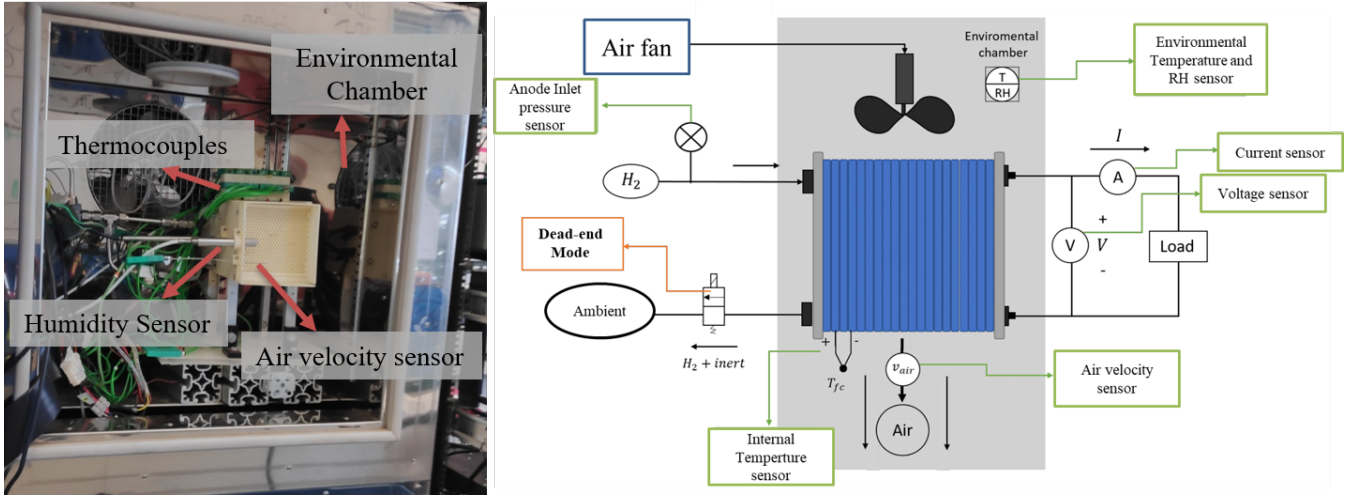 Environmental
Chamber
Thermocouples
Humidity Sensor
Air velocity sensor
Air fan
Enviromental
chamber
T
RH
Environmental
Temperature and
RH sensor
Anode Inlet
pressure
sensor
I
Current sensor
H2
A
Voltage sensor
Dead-end
Mode
+
V
V
Load
-
Ambient
+
-
H2 + inert
Tfc
vair
Air velocity
sensor
Air
Internal
Temperture
sensor